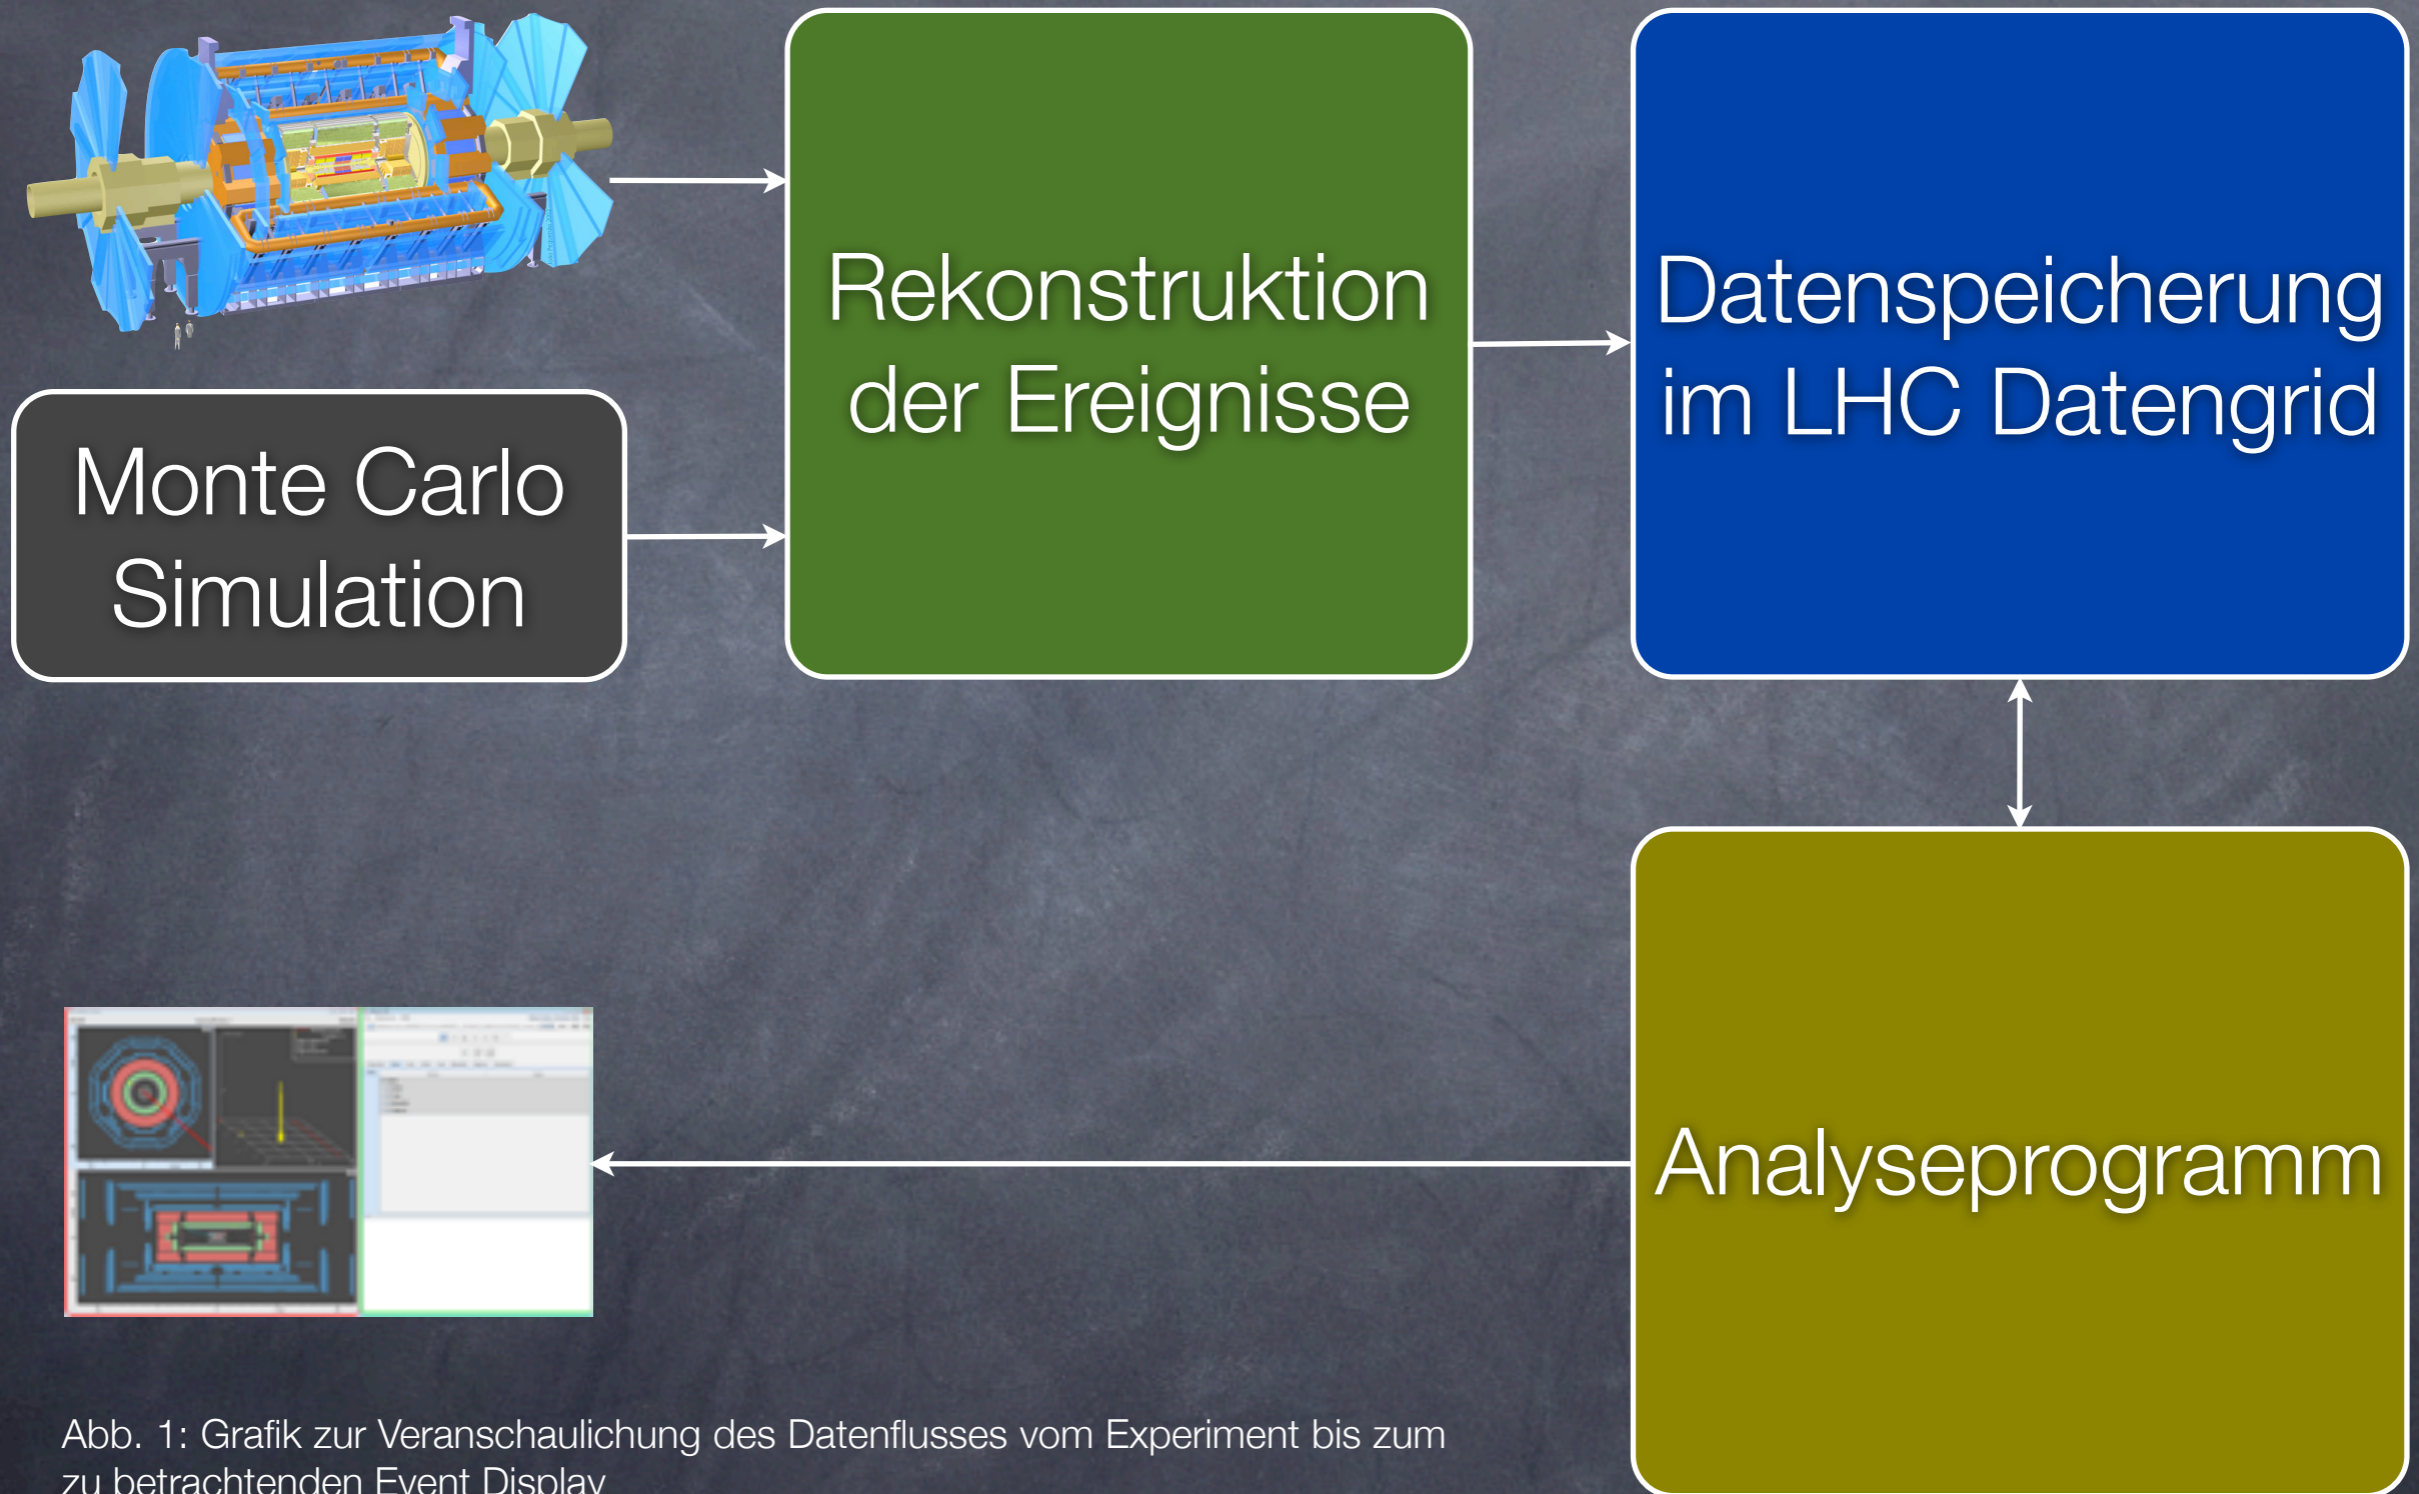 Rekonstruktion
der Ereignisse
Datenspeicherung
im LHC Datengrid
Monte Carlo
Simulation
Analyseprogramm
Abb. 1: Grafik zur Veranschaulichung des Datenflusses vom Experiment bis zum
zu betrachtenden Event Display